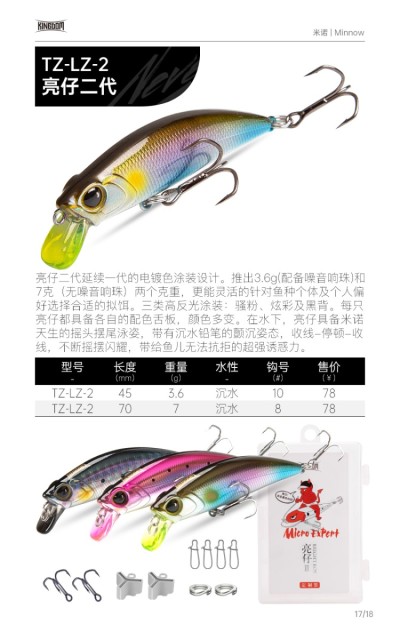 KINGDOM
米诺 | Minnow
TZ-LZ-2
亮仔二代
亮仔二代延续一代的电镀色涂装设计。推出3.6g(配备噪音响珠)和
7克（无噪音响珠）两个克重，更能灵活的针对鱼种个体及个人偏
好选择合适的拟饵。三类高反光涂装：骚粉、炫彩及黑背。每只
亮仔都具备各自的配色舌板，颜色多变。在水下，亮仔具备米诺
天生的摇头摆尾泳姿，带有沉水铅笔的颤沉姿态，收线-停顿-收
线，不断摇摆闪耀，带给鱼儿无法抗拒的超强诱惑力。
型号 长度 重量 水性 钩号 售价
- (mm) (g) - (#) (￥)
TZ-LZ-2 45 3.6 沉水 10 78
TZ-LZ-2 70 7 沉水 8 78
Micro Expert
亮仔
II
17/18